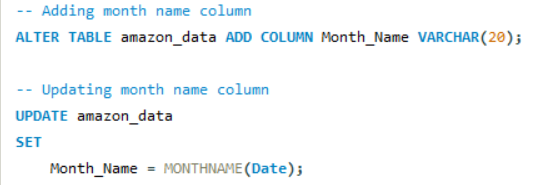 -- Adding month name column
ALTER TABLE amazon_data ADD COLUMN Month_Name VARCHAR(20);
-- Updating month name column
UPDATE amazon_data
SET
Month_Name = MONTHNAME(Date);